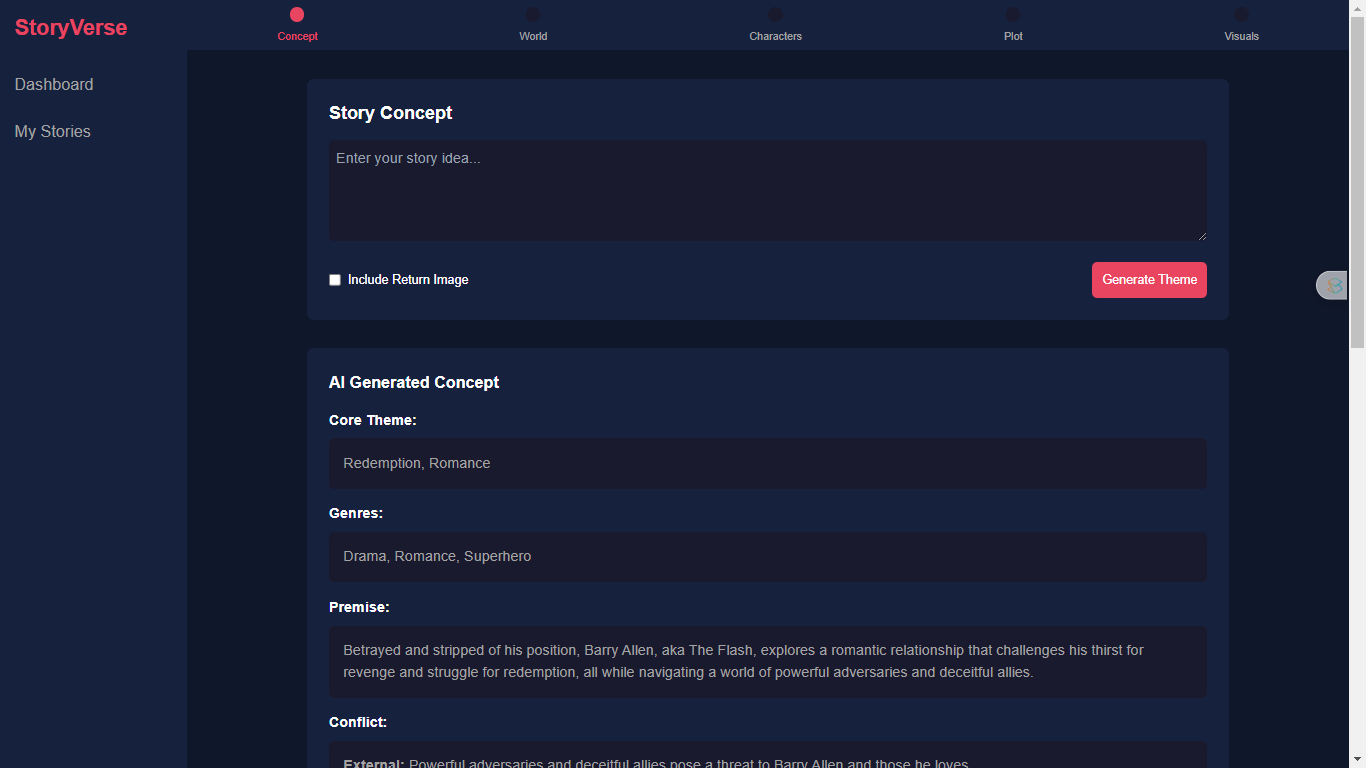 StoryVerse
Concept
World
Characters
Plot
Visuals
Dashboard
My Stories
Story Concept
Enter your story idea...
Include Return Image
Generate Theme
AI Generated Concept
Core Theme:
Redemption, Romance
Genres:
Drama, Romance, Superhero
Premise:
Betrayed and stripped of his position, Barry Allen, aka The Flash, explores a romantic relationship that challenges his thirst for
revenge and struggle for redemption, all while navigating a world of powerful adversaries and deceitful allies.
Conflict:
External: Powerful adversaries and deceitful allies pose a threat to Barry Allen and those he loves.